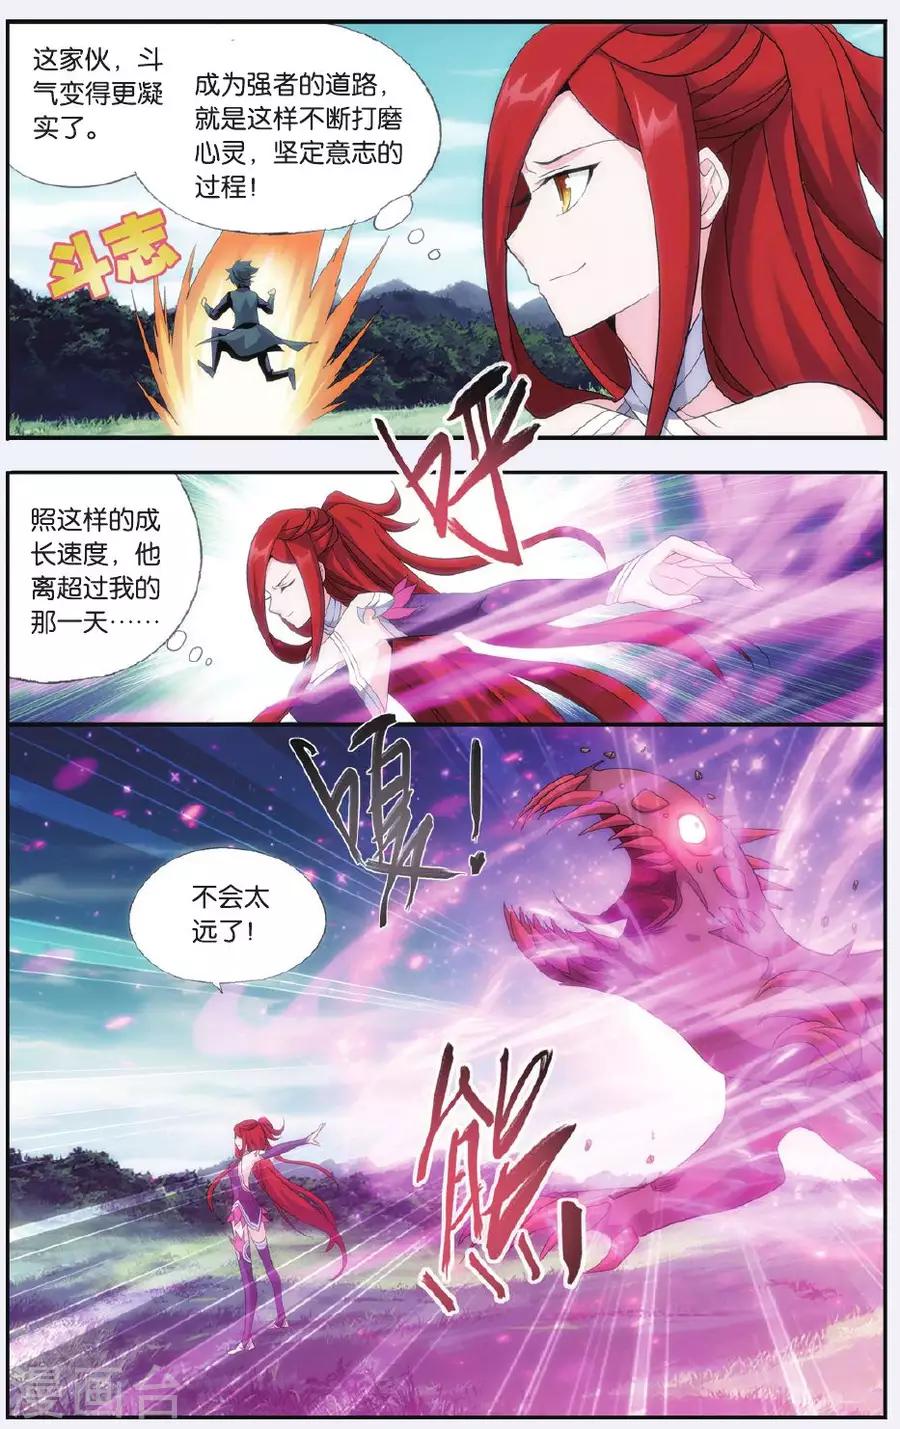 这家伙，斗
气变得更凝
实了。
成为强者的道路，
就是这样不断打磨
心灵，坚定意志的
过程！
斗志
呼
照这样的成
长速度，他
离超过我的
那一天……
嗔！
不会太
远了！
熊
漫画台